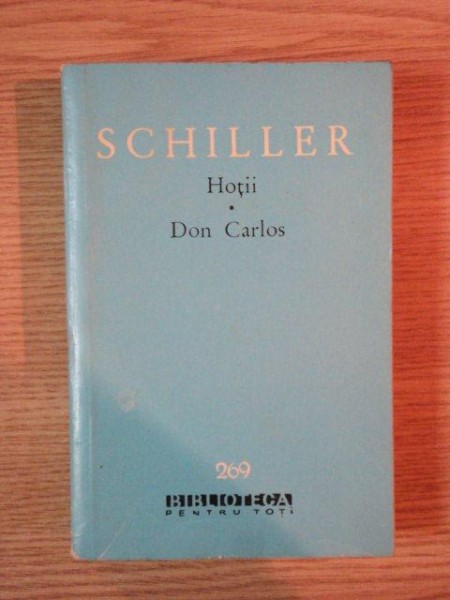 SCHILLER
Hoţii
•
Don Carlos
269
BIBLIOTECA
PENTRU TOŢI